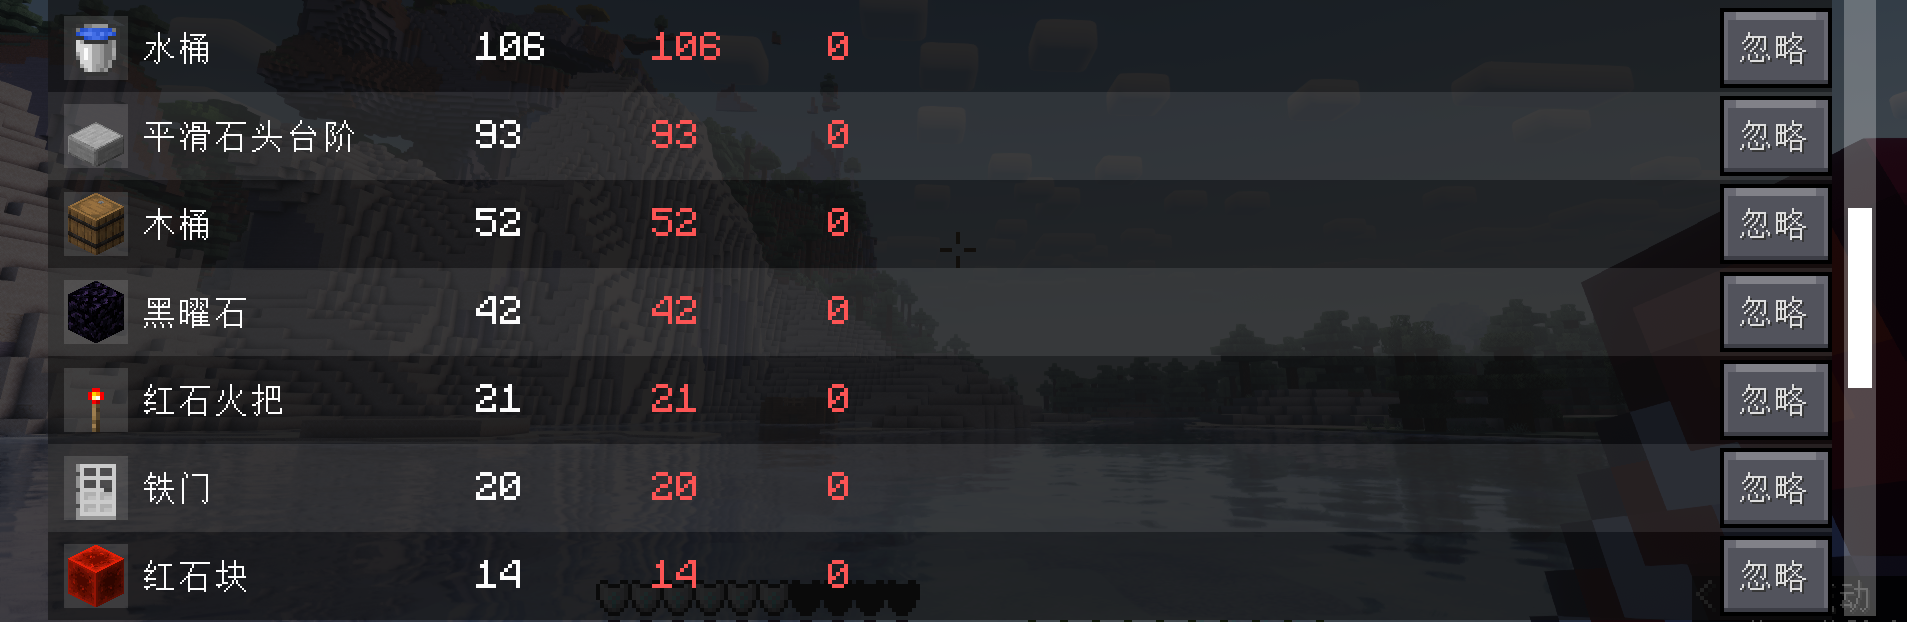 水桶 106 106 0 忽略
平滑石头台阶 93 93 0 忽略
木桶 52 52 0 忽略
黑曜石 42 42 0 忽略
红石火把 21 21 0 忽略
铁门 20 20 0 忽略
红石块 14 14 0 忽略
动